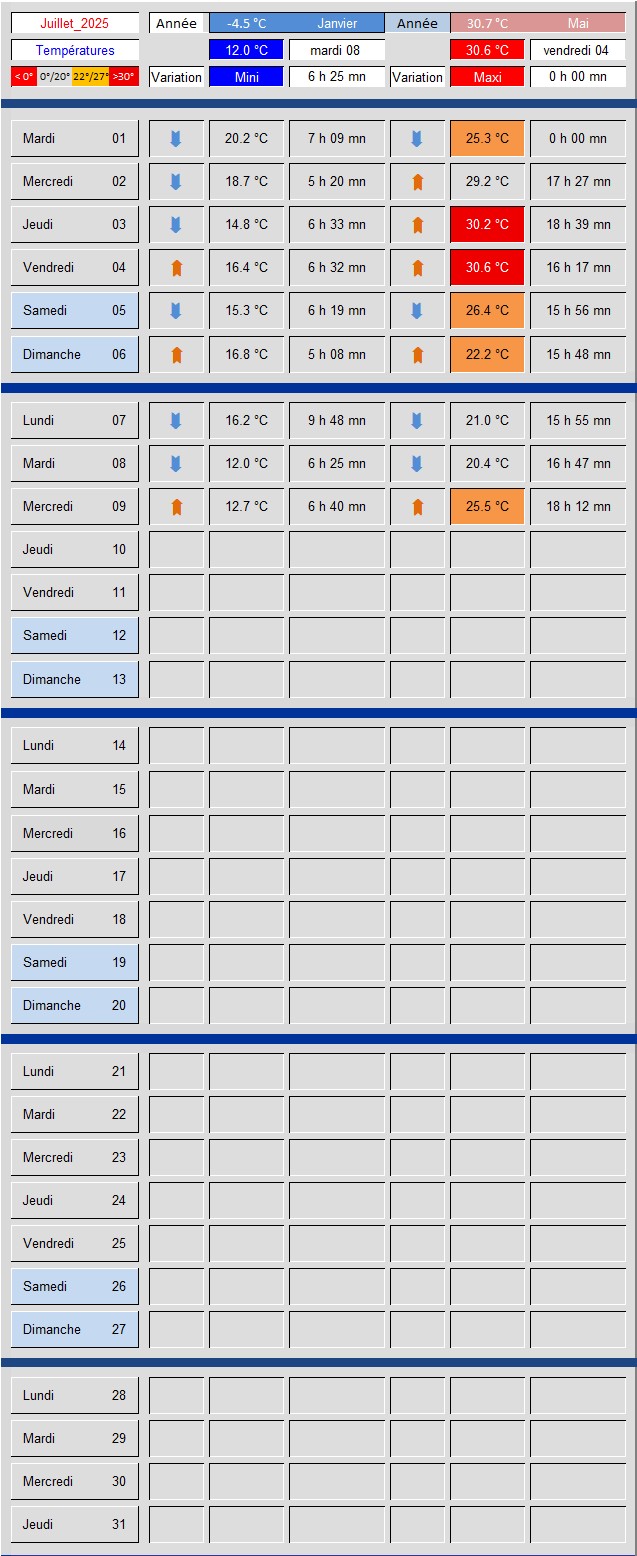 Juillet_2025 Année -4.5 °C Janvier Année 30.7 °C Mai
Températures 12.0 °C mardi 08 30.6 °C vendredi 04
< 0° 0°/20° 22°/27° >30° Variation Mini 6 h 25 mn Variation Maxi 0 h 00 mn
Mardi 01 20.2 °C 7 h 09 mn 25.3 °C 0 h 00 mn
Mercredi 02 18.7 °C 5 h 20 mn 29.2 °C 17 h 27 mn
Jeudi 03 14.8 °C 6 h 33 mn 30.2 °C 18 h 39 mn
Vendredi 04 16.4 °C 6 h 32 mn 30.6 °C 16 h 17 mn
Samedi 05 15.3 °C 6 h 19 mn 26.4 °C 15 h 56 mn
Dimanche 06 16.8 °C 5 h 08 mn 22.2 °C 15 h 48 mn
Lundi 07 16.2 °C 9 h 48 mn 21.0 °C 15 h 55 mn
Mardi 08 12.0 °C 6 h 25 mn 20.4 °C 16 h 47 mn
Mercredi 09 12.7 °C 6 h 40 mn 25.5 °C 18 h 12 mn
Jeudi 10
Vendredi 11
Samedi 12
Dimanche 13
Lundi 14
Mardi 15
Mercredi 16
Jeudi 17
Vendredi 18
Samedi 19
Dimanche 20
Lundi 21
Mardi 22
Mercredi 23
Jeudi 24
Vendredi 25
Samedi 26
Dimanche 27
Lundi 28
Mardi 29
Mercredi 30
Jeudi 31